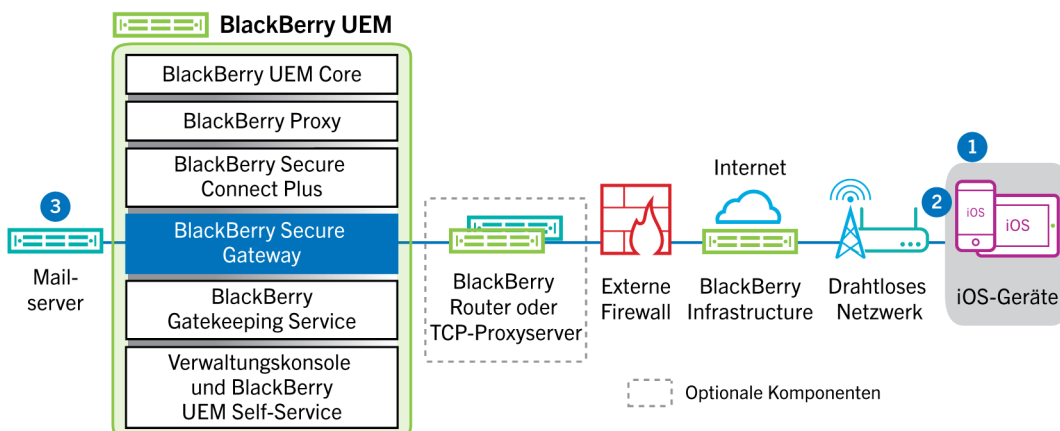 BlackBerry UEM
BlackBerry UEM Core
BlackBerry Proxy
BlackBerry Secure
Connect Plus
BlackBerry Secure
Gateway
BlackBerry
Gatekeeping Service
Verwaltungskonsole
und BlackBerry
UEM Self-Service
3
Mail-
server
BlackBerry
Router oder
TCP-Proxyserver
Externe
Firewall
Internet
BlackBerry
Infrastructure
Drahtloses
Netzwerk
1
2
iOS
iOS
iOS-Geräte
Optionale Komponenten